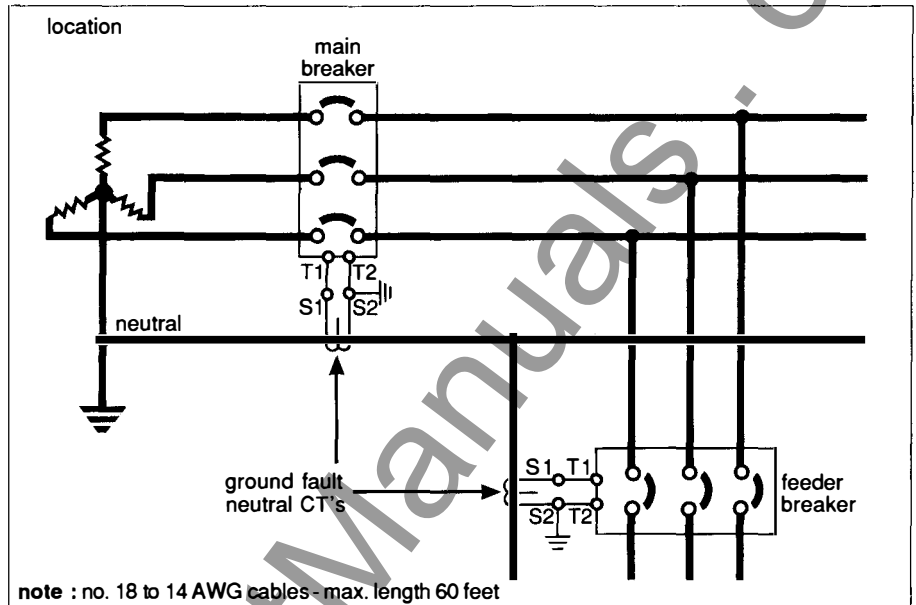 location
main
breaker
T1 T2
S1 S2
neutral
ground fault
neutral CT's
S1 T1
S2 T2
feeder
breaker
note : no. 18 to 14 AWG cables - max. length 60 feet